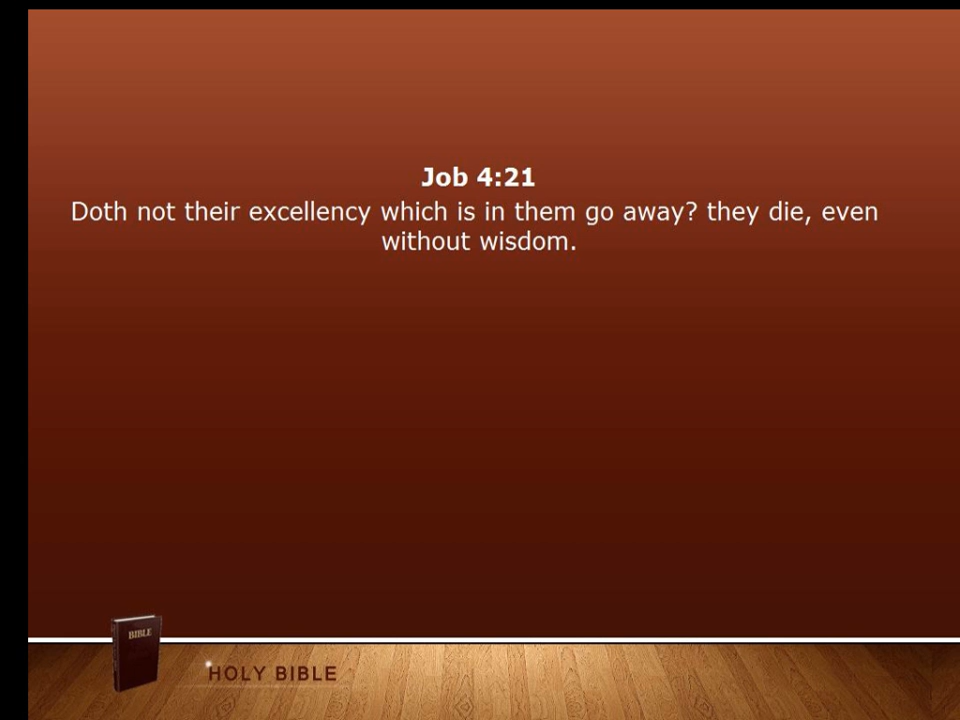 Job 4:21
Doth not their excellency which is in them go away? they die, even
without wisdom.
BIBLE
HOLY BIBLE